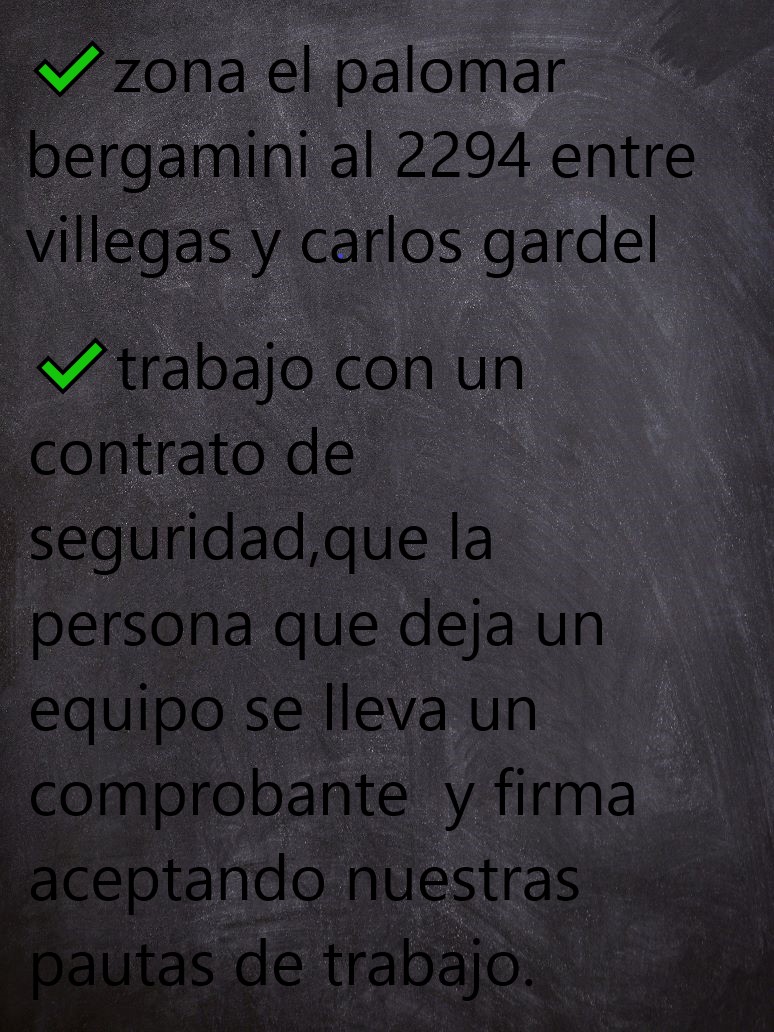 ✔zona el palomar
bergamini al 2294 entre
villegas y carlos gardel
✔trabajo con un
contrato de
seguridad,que la
persona que deja un
equipo se lleva un
comprobante  y firma
aceptando nuestras
pautas de trabajo.